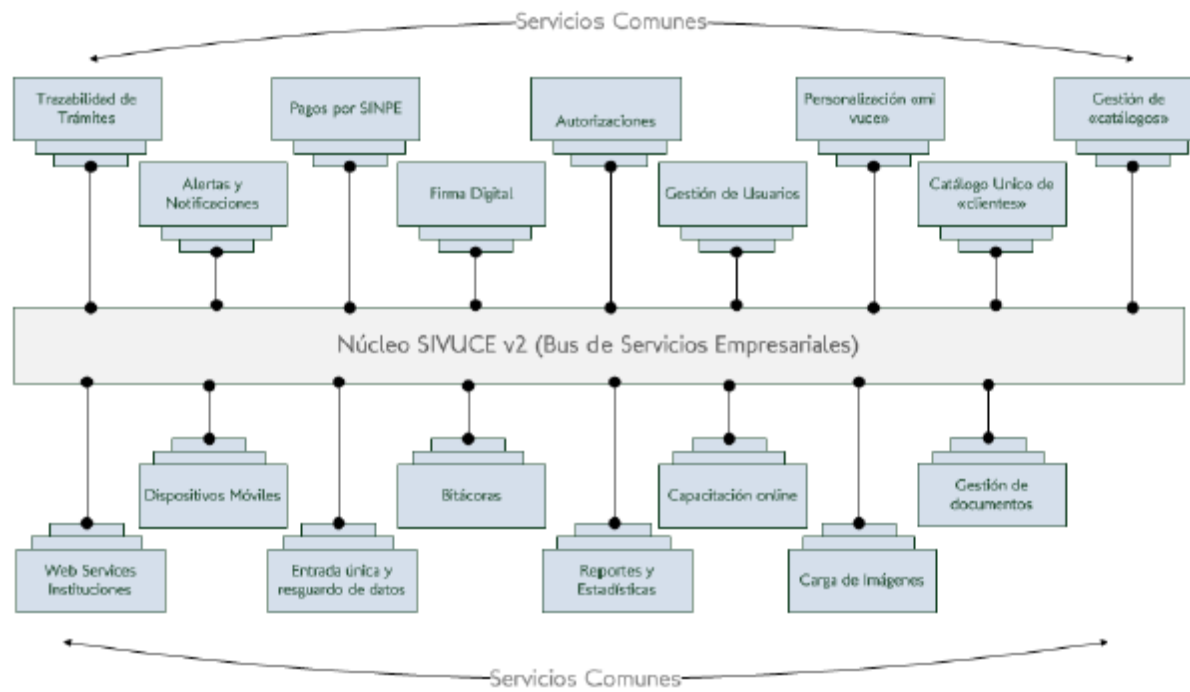 Servicios Comunes
Trazabilidad de
Trámites
Pagos por SINPE
Autorizaciones
Personalización «mi
vuce»
Gestión de
«catálogos»
Alertas y
Notificaciones
Firma Digital
Gestión de Usuarios
Catálogo Unico de
«clientes»
Núcleo SIVUCE v2 (Bus de Servicios Empresariales)
Dispositivos Móviles
Bitácoras
Capacitación online
Gestión de
documentos
Web Services
Instituciones
Entrada única y
resguardo de datos
Reportes y
Estadísticas
Carga de Imágenes
Servicios Comunes